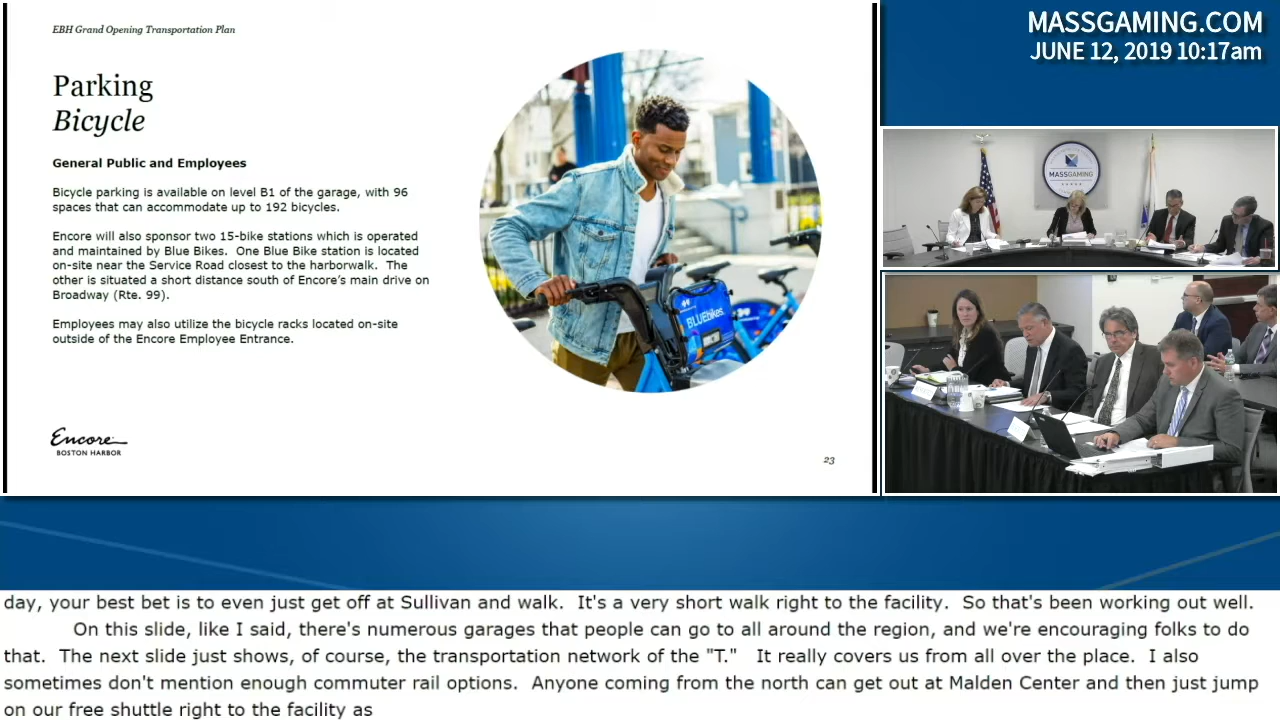 EBH Grand Opening Transportation Plan
Parking
Bicycle
General Public and Employees
Bicycle parking is available on level B1 of the garage, with 96
spaces that can accommodate up to 192 bicycles.
Encore will also sponsor two 15-bike stations which is operated
and maintained by Blue Bikes. One Blue Bike station is located
on-site near the Service Road closest to the harborwalk. The
other is situated a short distance south of Encore's main drive on
Broadway (Rte. 99).
Employees may also utilize the bicycle racks located on-site
outside of the Encore Employee Entrance.
BLUEbikes.
Encore
BOSTON HARBOR
23
MASSGAMING.COM
JUNE 12, 2019 10:17am
MASSGAMING
day, your best bet is to even just get off at Sullivan and walk. It's a very short walk right to the facility. So that's been working out well.
On this slide, like I said, there's numerous garages that people can go to all around the region, and we're encouraging folks to do
that. The next slide just shows, of course, the transportation network of the "T." It really covers us from all over the place. I also
sometimes don't mention enough commuter rail options. Anyone coming from the north can get out at Malden Center and then just jump
on our free shuttle right to the facility as